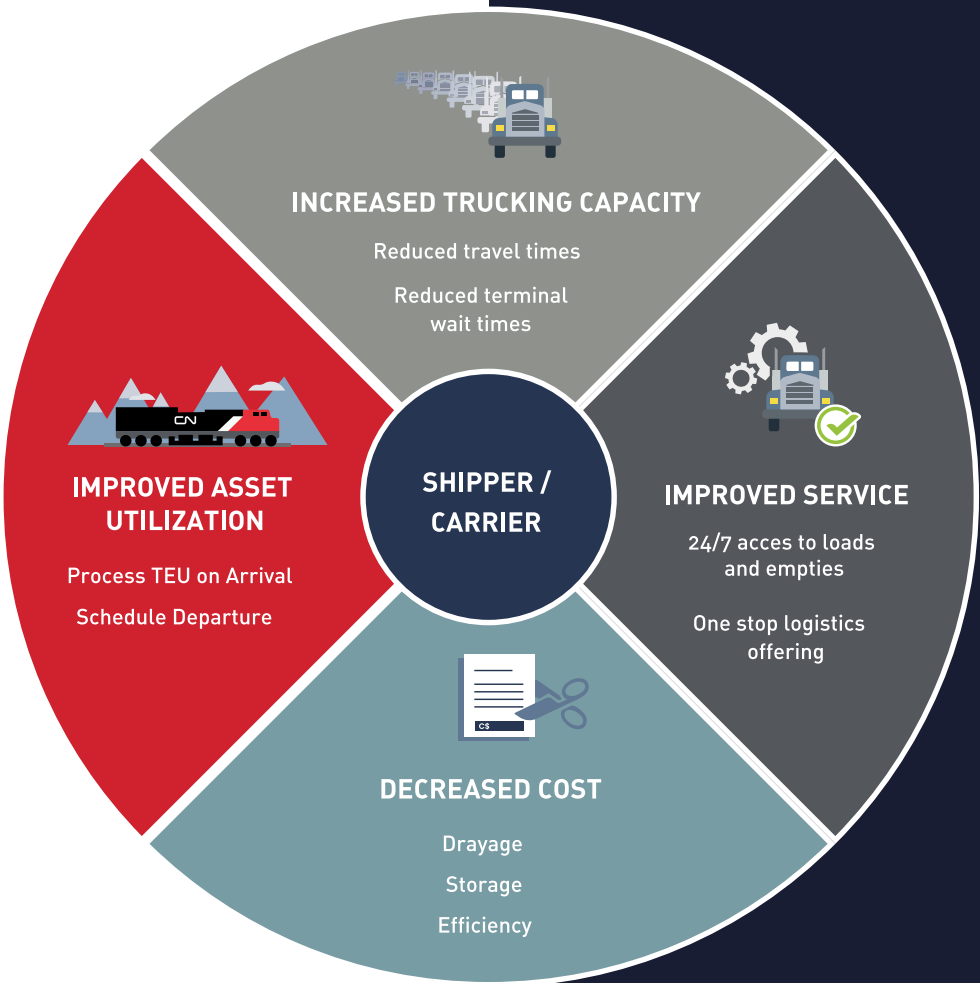 INCREASED TRUCKING CAPACITY
Reduced travel times
Reduced terminal
wait times
CN
IMPROVED ASSET
UTILIZATION
Process TEU on Arrival
Schedule Departure
SHIPPER /
CARRIER
IMPROVED SERVICE
24/7 acces to loads
and empties
One stop logistics
offering
C$
DECREASED COST
Drayage
Storage
Efficiency